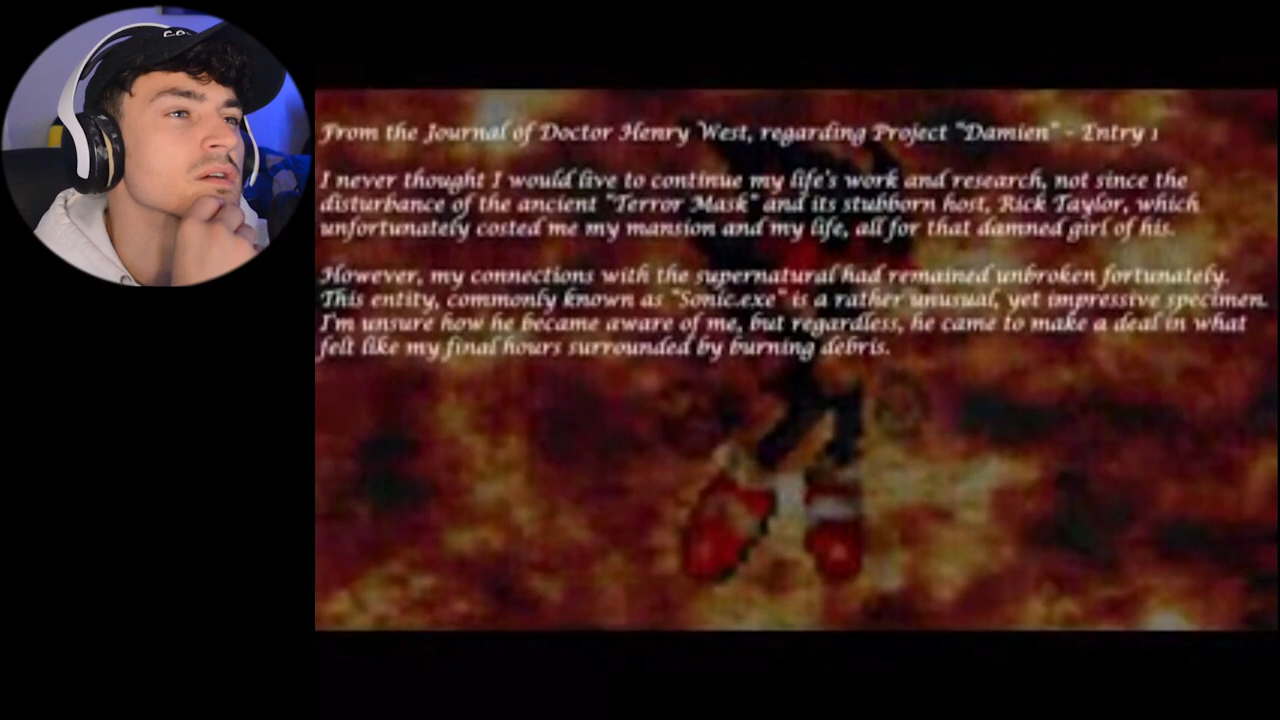 From the Journal of Doctor Henry West, regarding Project "Damien" - Entry 1
I never thought I would live to continue my life's work and research, not since the
disturbance of the ancient "Terror Mask" and its stubborn host, Rick Taylor, which
unfortunately costed me my mansion and my life, all for that damned girl of his.
However, my connections with the supernatural had remained unbroken fortunately.
This entity, commonly known as "Sonic.exe" is a rather unusual, yet impressive specimen.
I'm unsure how he became aware of me, but regardless, he came to make a deal in what
felt like my final hours surrounded by burning debris.